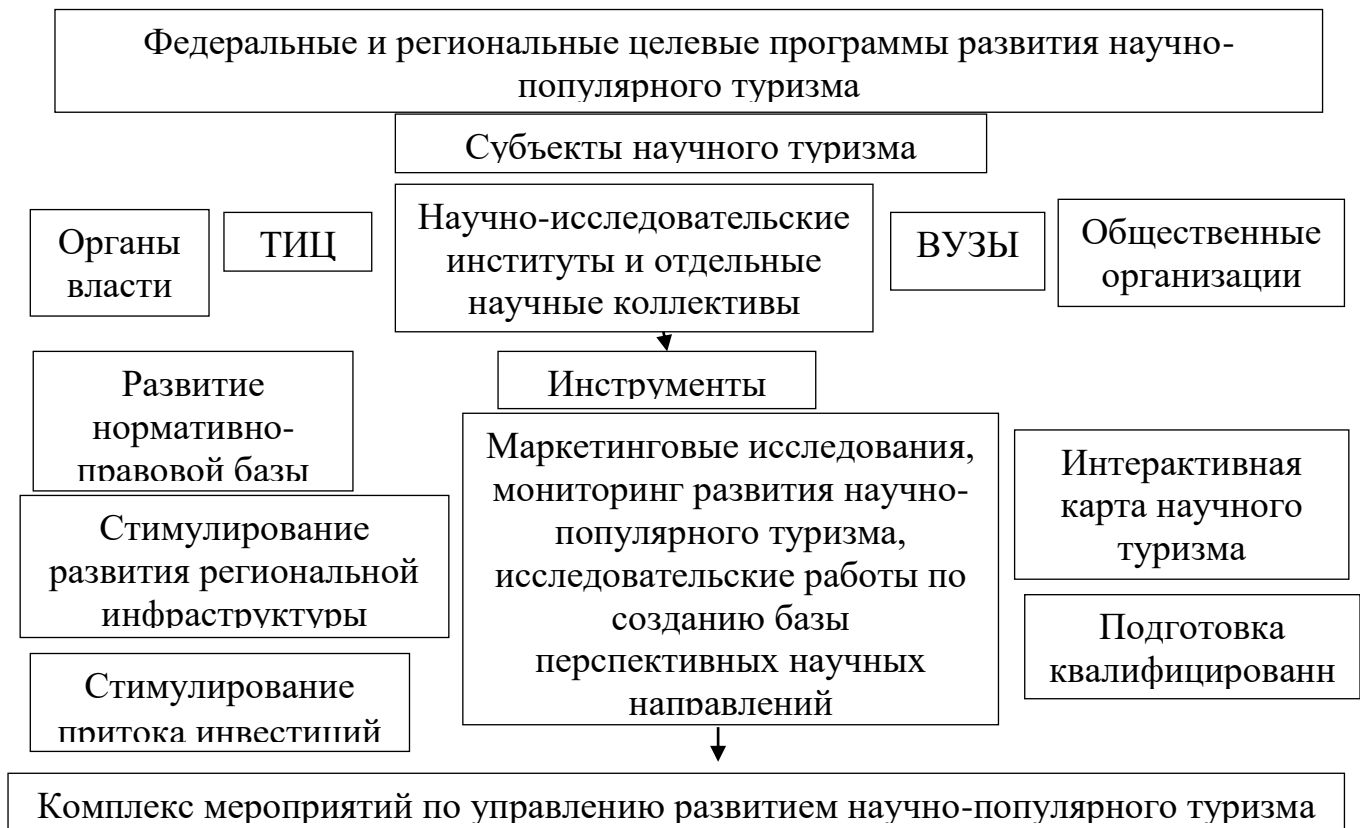 Федеральные и региональные целевые программы развития научно-
популярного туризма
Субъекты научного туризма
Органы
власти
ТИЦ
Научно-исследовательские
институты и отдельные
научные коллективы
ВУЗЫ
Общественные
организации
Развитие
нормативно-
правовой базы
Инструменты
Стимулирование
развития региональной
инфраструктуры
Стимулирование
притока инвестиций
Маркетинговые исследования,
мониторинг развития научно-
популярного туризма,
исследовательские работы по
созданию базы
перспективных научных
направлений
Интерактивная
карта научного
туризма
Подготовка
квалифицированн
Комплекс мероприятий по управлению развитием научно-популярного туризма